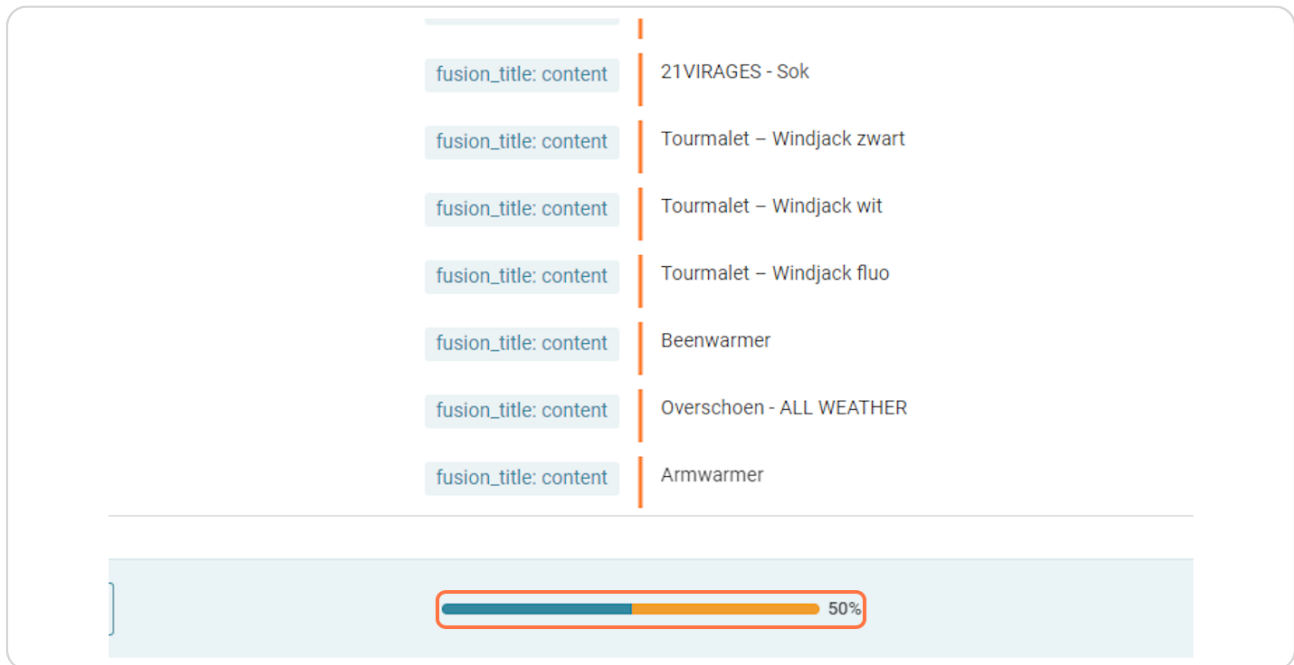 fusion_title: content 21VIRAGES - Sok
fusion_title: content Tourmalet – Windjack zwart
fusion_title: content Tourmalet – Windjack wit
fusion_title: content Tourmalet – Windjack fluo
fusion_title: content Beenwarmer
fusion_title: content Overschoen - ALL WEATHER
fusion_title: content Armwarmer
50%